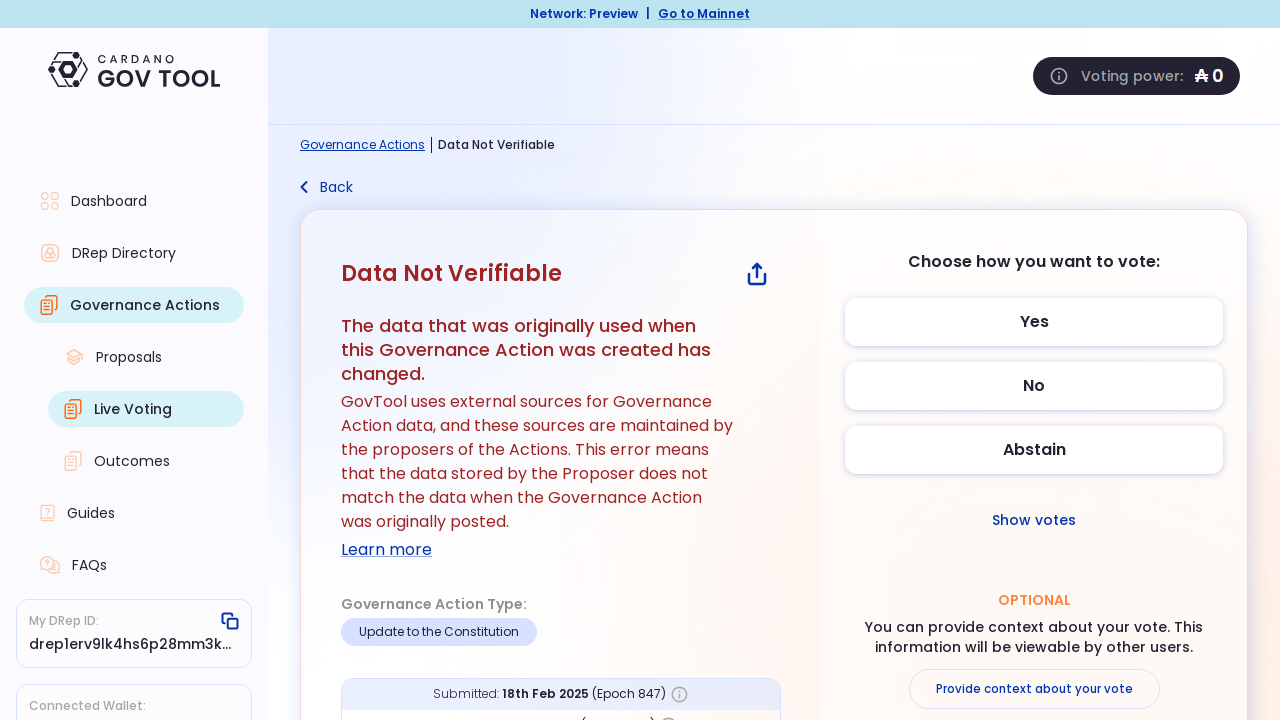 Network: Preview | Go to Mainnet
CARDANO
GOV TOOL
Voting power: ₳ 0
Governance Actions | Data Not Verifiable
Back
Dashboard
DRep Directory
Governance Actions
Proposals
Live Voting
Outcomes
Guides
FAQs
My DRep ID:
drep1erv9lk4hs6p28mm3k...
Connected Wallet:
Data Not Verifiable
The data that was originally used when
this Governance Action was created has
changed.
GovTool uses external sources for Governance
Action data, and these sources are maintained by
the proposers of the Actions. This error means
that the data stored by the Proposer does not
match the data when the Governance Action
was originally posted.
Learn more
Governance Action Type:
Update to the Constitution
Submitted: 18th Feb 2025 (Epoch 847)
Choose how you want to vote:
Yes
No
Abstain
Show votes
OPTIONAL
You can provide context about your vote. This
information will be viewable by other users.
Provide context about your vote